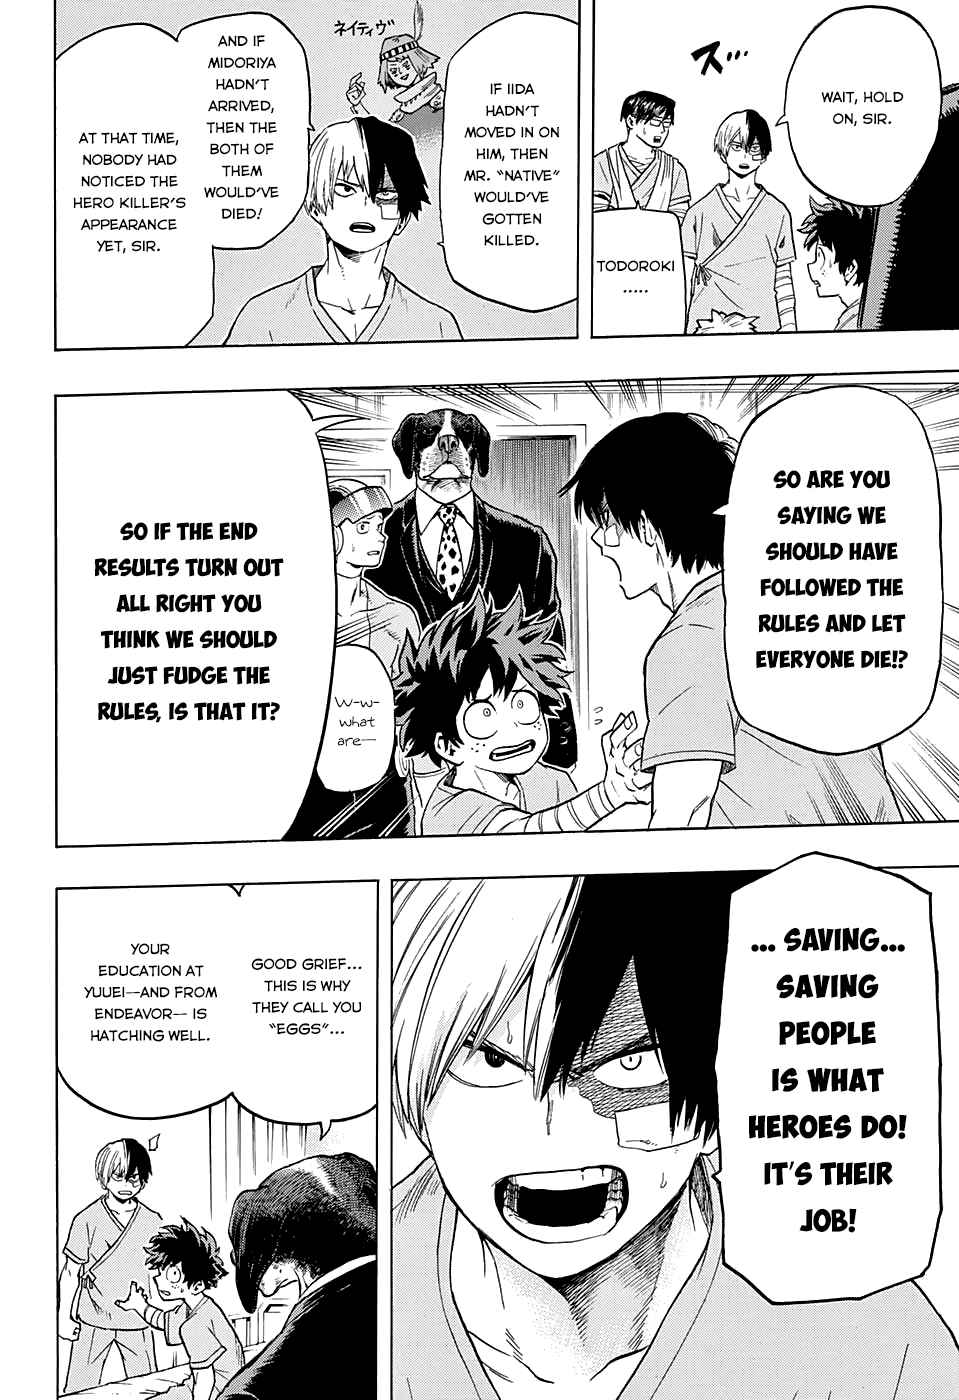 WAIT, HOLD
ON, SIR.
ス…
TODOROKI
.....
ネイティヴ
IF IIDA
HADN'T
MOVED IN ON
HIM, THEN
MR. "NATIVE"
WOULD'VE
GOTTEN
KILLED.
AND IF
MIDORIYA
HADN'T
ARRIVED,
THEN THE
BOTH OF
THEM
WOULD'VE
DIED!
AT THAT TIME,
NOBODY HAD
NOTICED THE
HERO KILLER'S
APPEARANCE
YET, SIR.
SO ARE YOU
SAYING WE
SHOULD HAVE
FOLLOWED THE
RULES AND LET
EVERYONE DIE!?
W-w-
what
are--
SO IF THE END
RESULTS TURN OUT
ALL RIGHT YOU
THINK WE SHOULD
JUST FUDGE THE
RULES, IS THAT IT?
... SAVING...
SAVING
PEOPLE
IS WHAT
HEROES DO!
IT'S THEIR
JOB!
GOOD GRIEF...
THIS IS WHY
THEY CALL YOU
"EGGS"...
YOUR
EDUCATION AT
YUUEI--AND FROM
ENDEAVOR-- IS
HATCHING WELL.